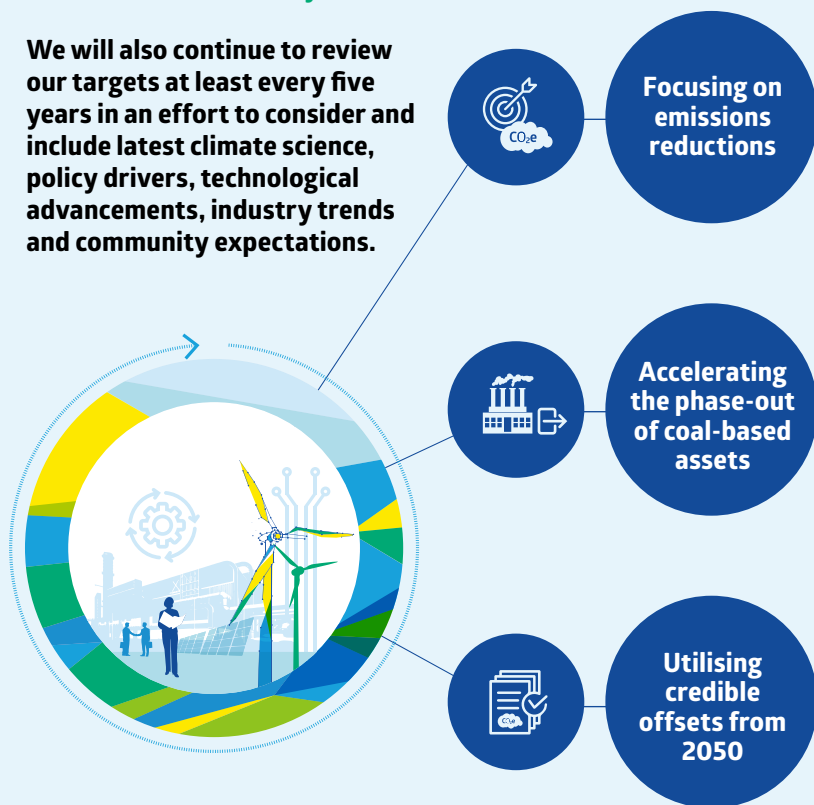 We will also continue to review
our targets at least every five
years in an effort to consider and
include latest climate science,
policy drivers, technological
advancements, industry trends
and community expectations.
CO₂e
Focusing on
emissions
reductions
Accelerating
the phase-out
of coal-based
assets
CO₂e
Utilising
credible
offsets from
2050